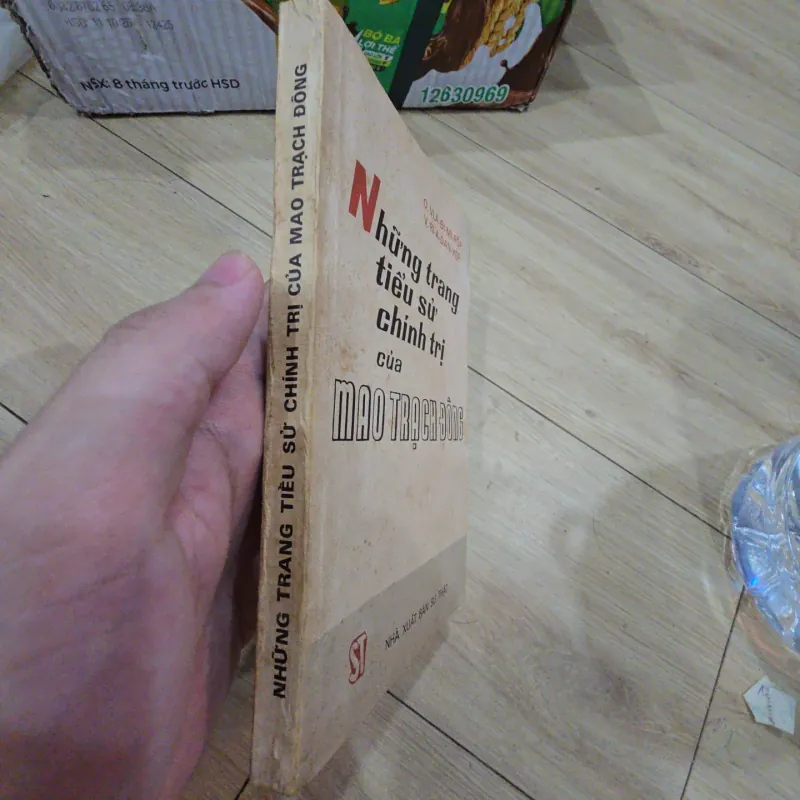 BỘ BA
LỢI THẾ
NSX: 8 tháng trước HSD
12630969
NHỮNG TRANG TIỂU SỬ CHÍNH TRỊ CỦA MAO TRẠCH ĐÔNG
Những trang
tiểu sử
chính trị
của
MAO TRẠCH ĐÔNG
ST
NHÀ XUẤT BẢN SỰ THẬT